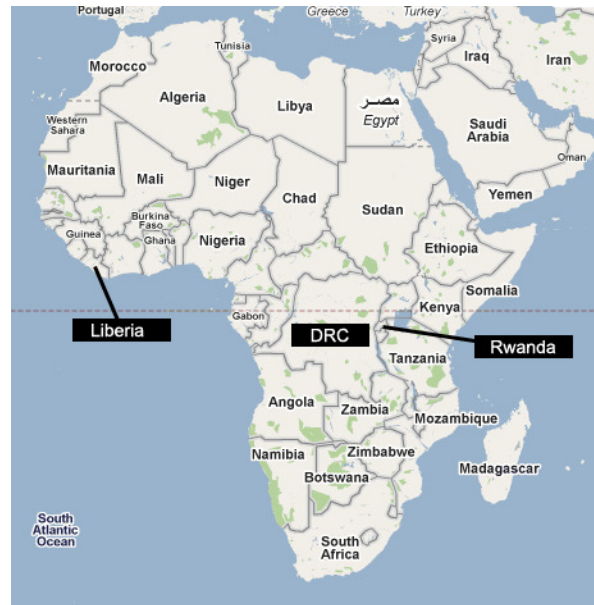 Portugal
Greece
Turkey
Tunisia
Syria
Iraq
Iran
Morocco
Algeria
Libya
مصر
Egypt
Western
Sahara
Saudi
Arabia
Oman
Mauritania
Mali
Niger
Chad
Sudan
Yemen
Burkina
Faso
Guinea
Ghana
Nigeria
Ethiopia
Somalia
Kenya
Gabon
Liberia
DRC
Rwanda
Tanzania
Angola
Zambia
Mozambique
Namibia
Zimbabwe
Botswana
Madagascar
South
Atlantic
Ocean
South
Africa